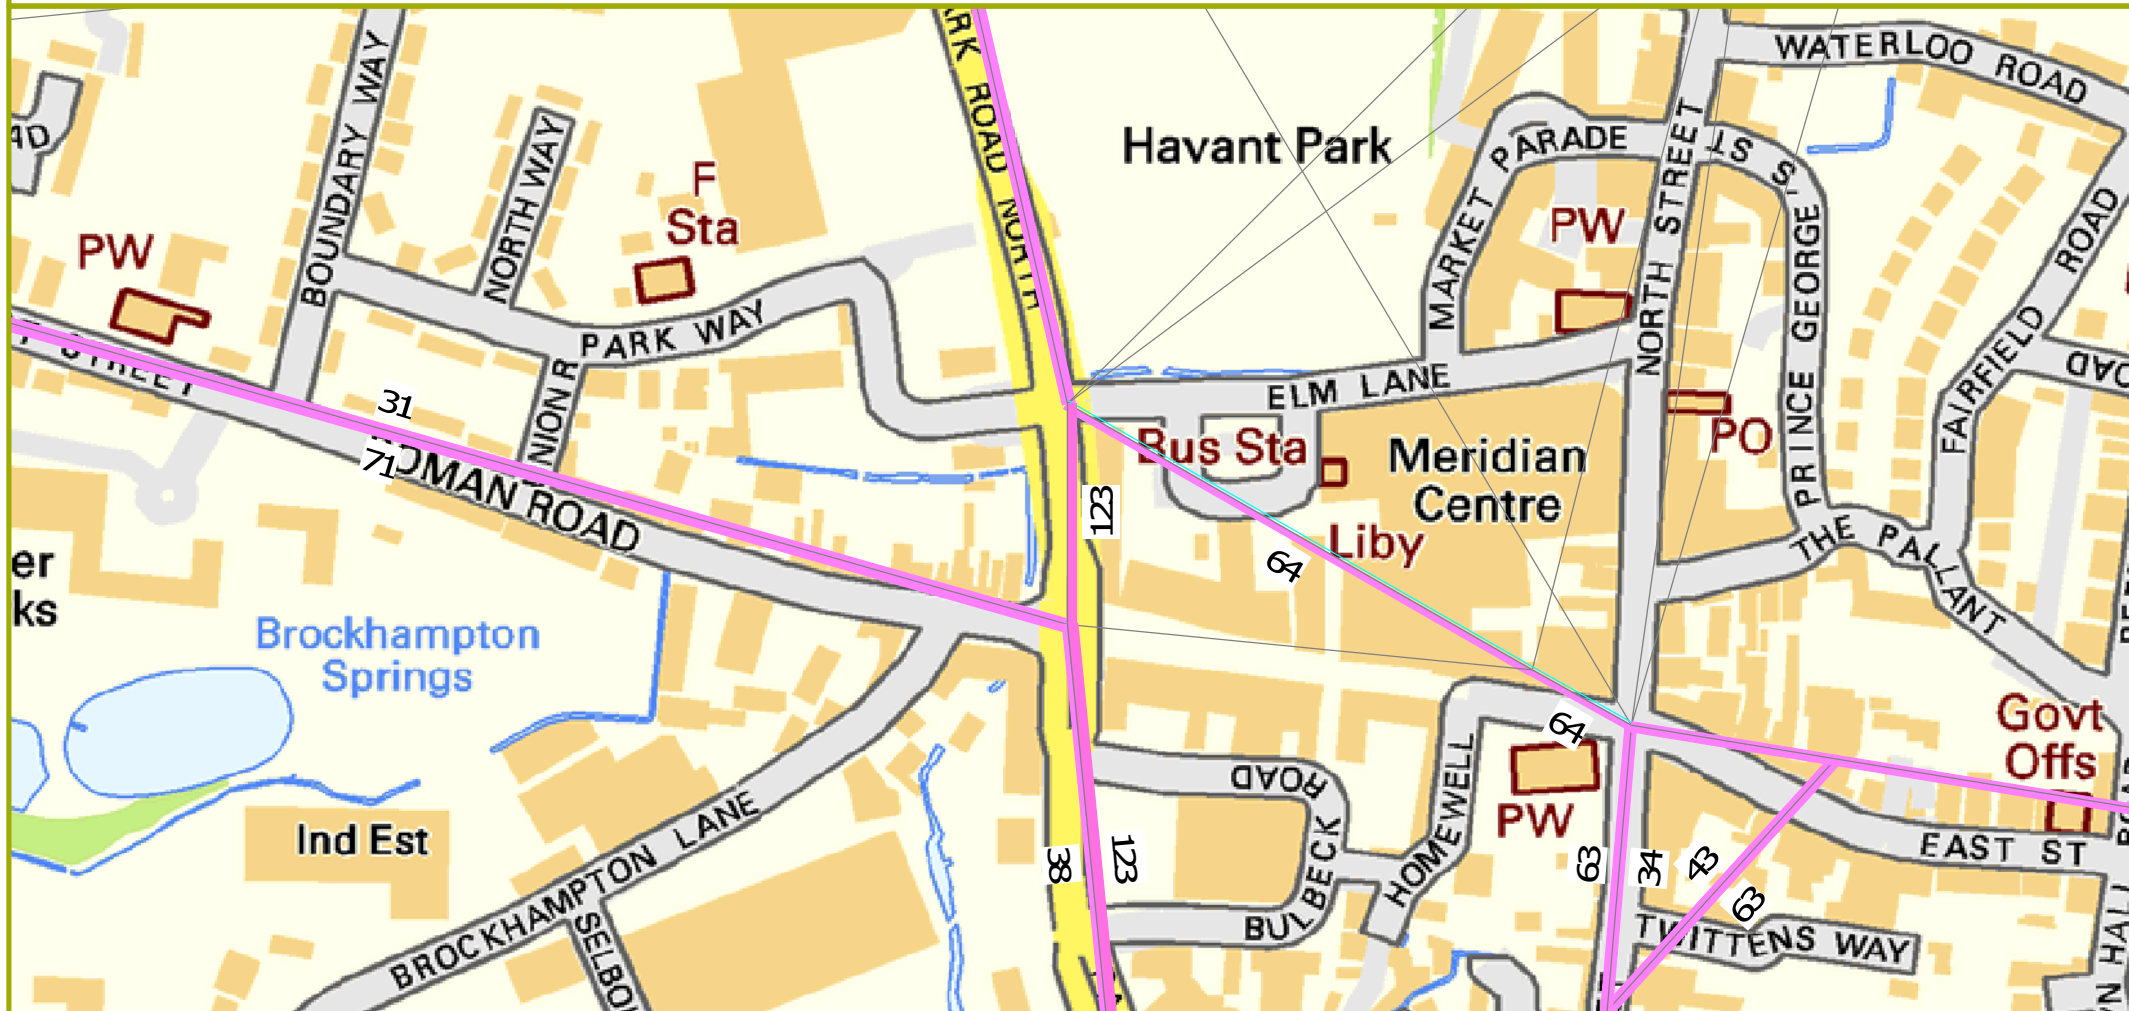 WATERLOO ROAD
BOUNDARY WAY
NORTH WAY
F
Sta
PW
Havant Park
MARKET PARADE
NORTH STREET
NORTH STREET
PRINCE GEORGE'S ST
PW
FAIRFIELD ROAD
PARK WAY
ELM LANE
31
71
ROMAN ROAD
Bus Sta
Meridian
Centre
PO
123
64
Liby
THE PALLANT
Brockhampton
Springs
64
Govt
Offs
ROAD
BULBECK
HOMEWELL
PW
Ind Est
BROCKHAMPTON LANE
38
123
63
34
43
63
EAST ST
TWITTENS WAY